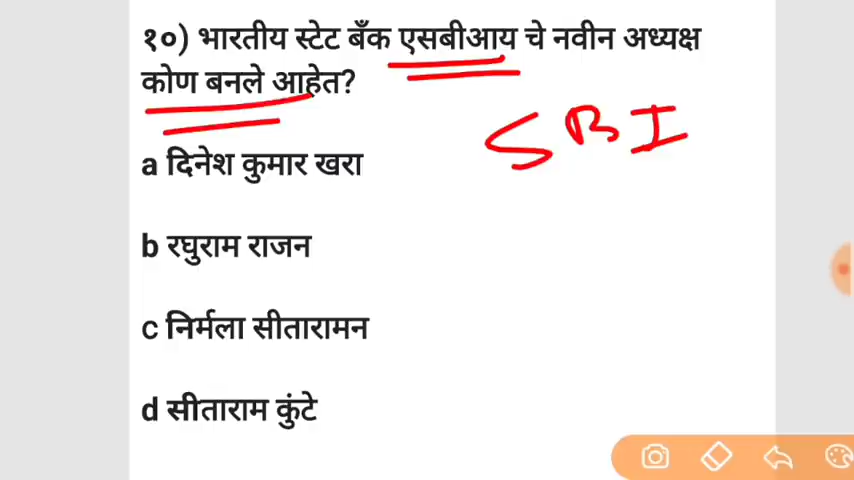 १०) भारतीय स्टेट बँक एसबीआय चे नवीन अध्यक्ष
कोण बनले आहेत?
SBI
a दिनेश कुमार खरा
b रघुराम राजन
c निर्मला सीतारामन
d सीताराम कुंटे